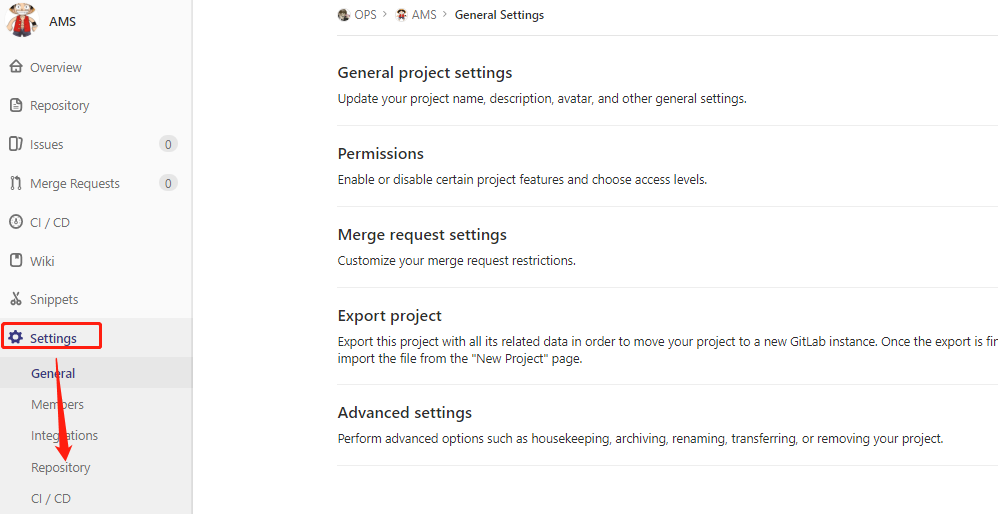 AMS
Overview
Repository
Issues 0
Merge Requests 0
CI / CD
Wiki
Snippets
Settings
General
Members
Integrations
Repository
CI / CD
OPS > AMS > General Settings
General project settings
Update your project name, description, avatar, and other general settings.
Permissions
Enable or disable certain project features and choose access levels.
Merge request settings
Customize your merge request restrictions.
Export project
Export this project with all its related data in order to move your project to a new GitLab instance. Once the export is fin
import the file from the "New Project" page.
Advanced settings
Perform advanced options such as housekeeping, archiving, renaming, transferring, or removing your project.